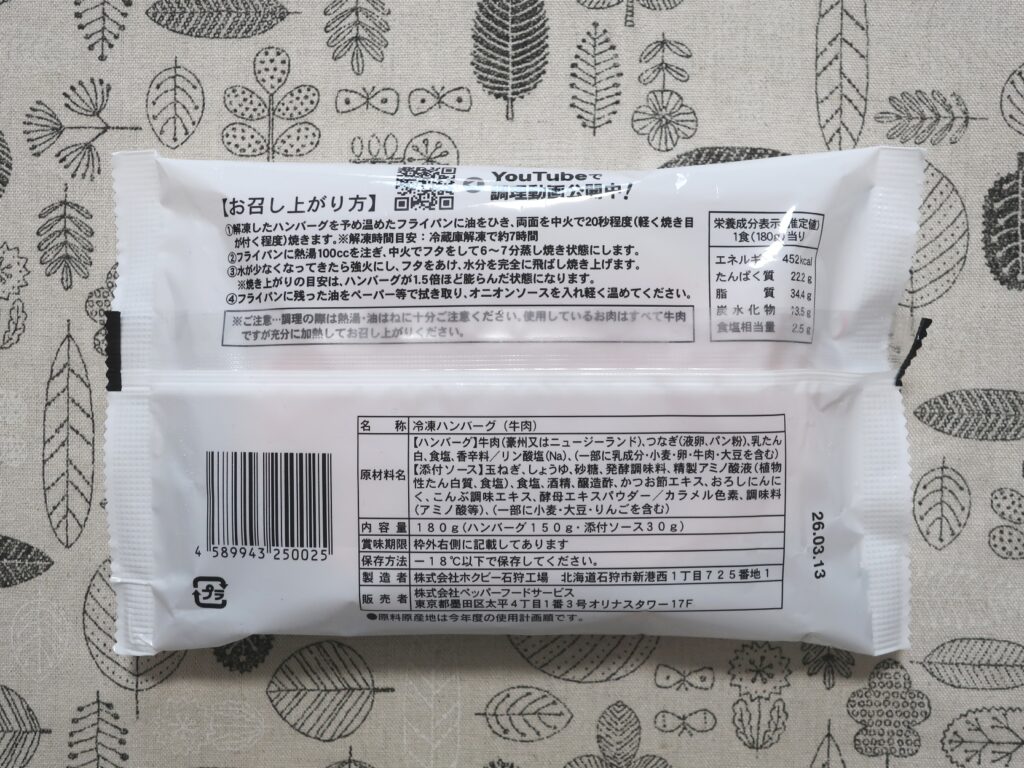 YouTubeで
調理動画公開中!
【お召し上がり方】
①解凍したハンバーグを予め温めたフライパンに油をひき、両面を中火で20秒程度(軽く焼き目
が付く程度)焼きます。※解凍時間目安：冷蔵庫解凍で約7時間
②フライパンに熱湯100ccを注ぎ、中火でフタをして6〜7分蒸し焼き状態にします。
③水が少なくなってきたら強火にし、フタをあけ、水分を完全に飛ばし焼き上げます。
※焼き上がりの目安は、ハンバーグが1.5倍ほど膨らんだ状態になります。
④フライパンに残った油をペーパー等で拭き取り、オニオンソースを入れ軽く温めてください。
※ご注意…調理の際は熱湯・油はねに十分ご注意ください、使用しているお肉はすべて牛肉
ですが充分に加熱してお召し上がりください。
栄養成分表示(推定値)
1食(180g)当り
エネルギー 452kcal
たんぱく質 22.2g
脂質 34.4g
炭水化物 13.5g
食塩相当量 2.5g
名称 冷凍ハンバーグ(牛肉)
原材料名 【ハンバーグ】牛肉(豪州又はニュージーランド)、つなぎ(液卵、パン粉)、乳たん
白、食塩、香辛料／リン酸塩(Na)、(一部に乳成分・小麦・卵・牛肉・大豆を含む)
【添付ソース】玉ねぎ、しょうゆ、砂糖、発酵調味料、精製アミノ酸液(植物
性たん白質、食塩)、食塩、酒精、醸造酢、かつお節エキス、おろしにんに
く、こんぶ調味エキス、酵母エキスパウダー／カラメル色素、調味料
(アミノ酸等)、(一部に小麦・大豆・りんごを含む)
内容量 180g(ハンバーグ150g・添付ソース30g)
賞味期限 枠外右側に記載してあります
保存方法 −18℃以下で保存してください。
製造者 株式会社ホクビー石狩工場 北海道石狩市新港西1丁目725番地1
販売者 株式会社ペッパーフードサービス
東京都墨田区太平4丁目1番3号オリナスタワー17F
●原料原産地は今年度の使用計画順です。
4 589943 250025
プラ
26.03.13